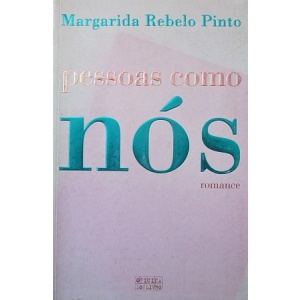 Margarida Rebelo Pinto
pessoas como
nós
romance